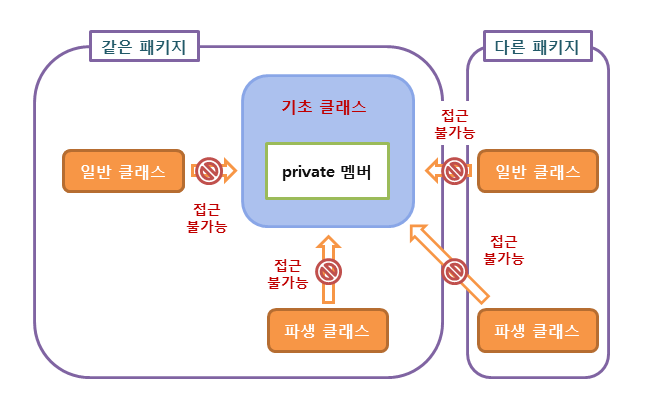 같은 패키지
다른 패키지
기초 클래스
private 멤버
일반 클래스
접근
불가능
접근
불가능
일반 클래스
접근
불가능
파생 클래스
접근
불가능
파생 클래스